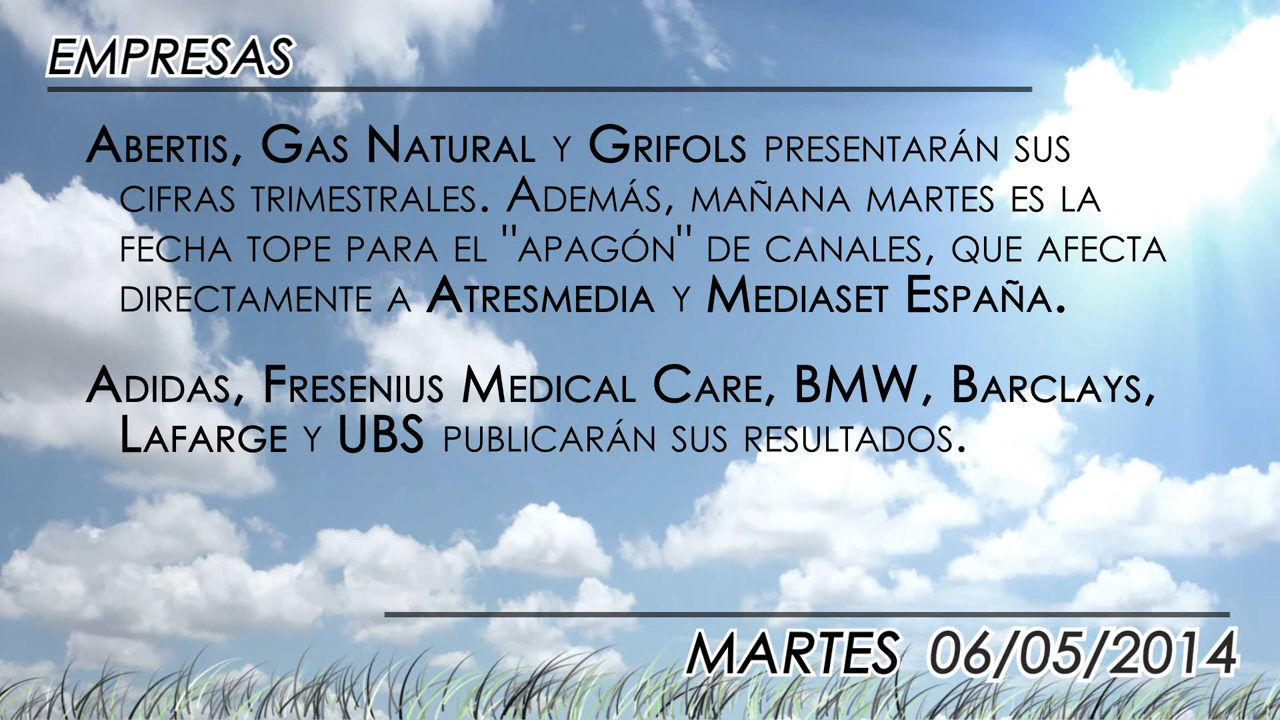 EMPRESAS
ABERTIS, GAS NATURAL Y GRIFOLS PRESENTARÁN SUS
CIFRAS TRIMESTRALES. ADEMÁS, MAÑANA MARTES ES LA
FECHA TOPE PARA EL "APAGÓN" DE CANALES, QUE AFECTA
DIRECTAMENTE A ATRESMEDIA Y MEDIASET ESPAÑA.
ADIDAS, FRESENIUS MEDICAL CARE, BMW, BARCLAYS,
LAFARGE Y UBS PUBLICARÁN SUS RESULTADOS.
MARTES 06/05/2014